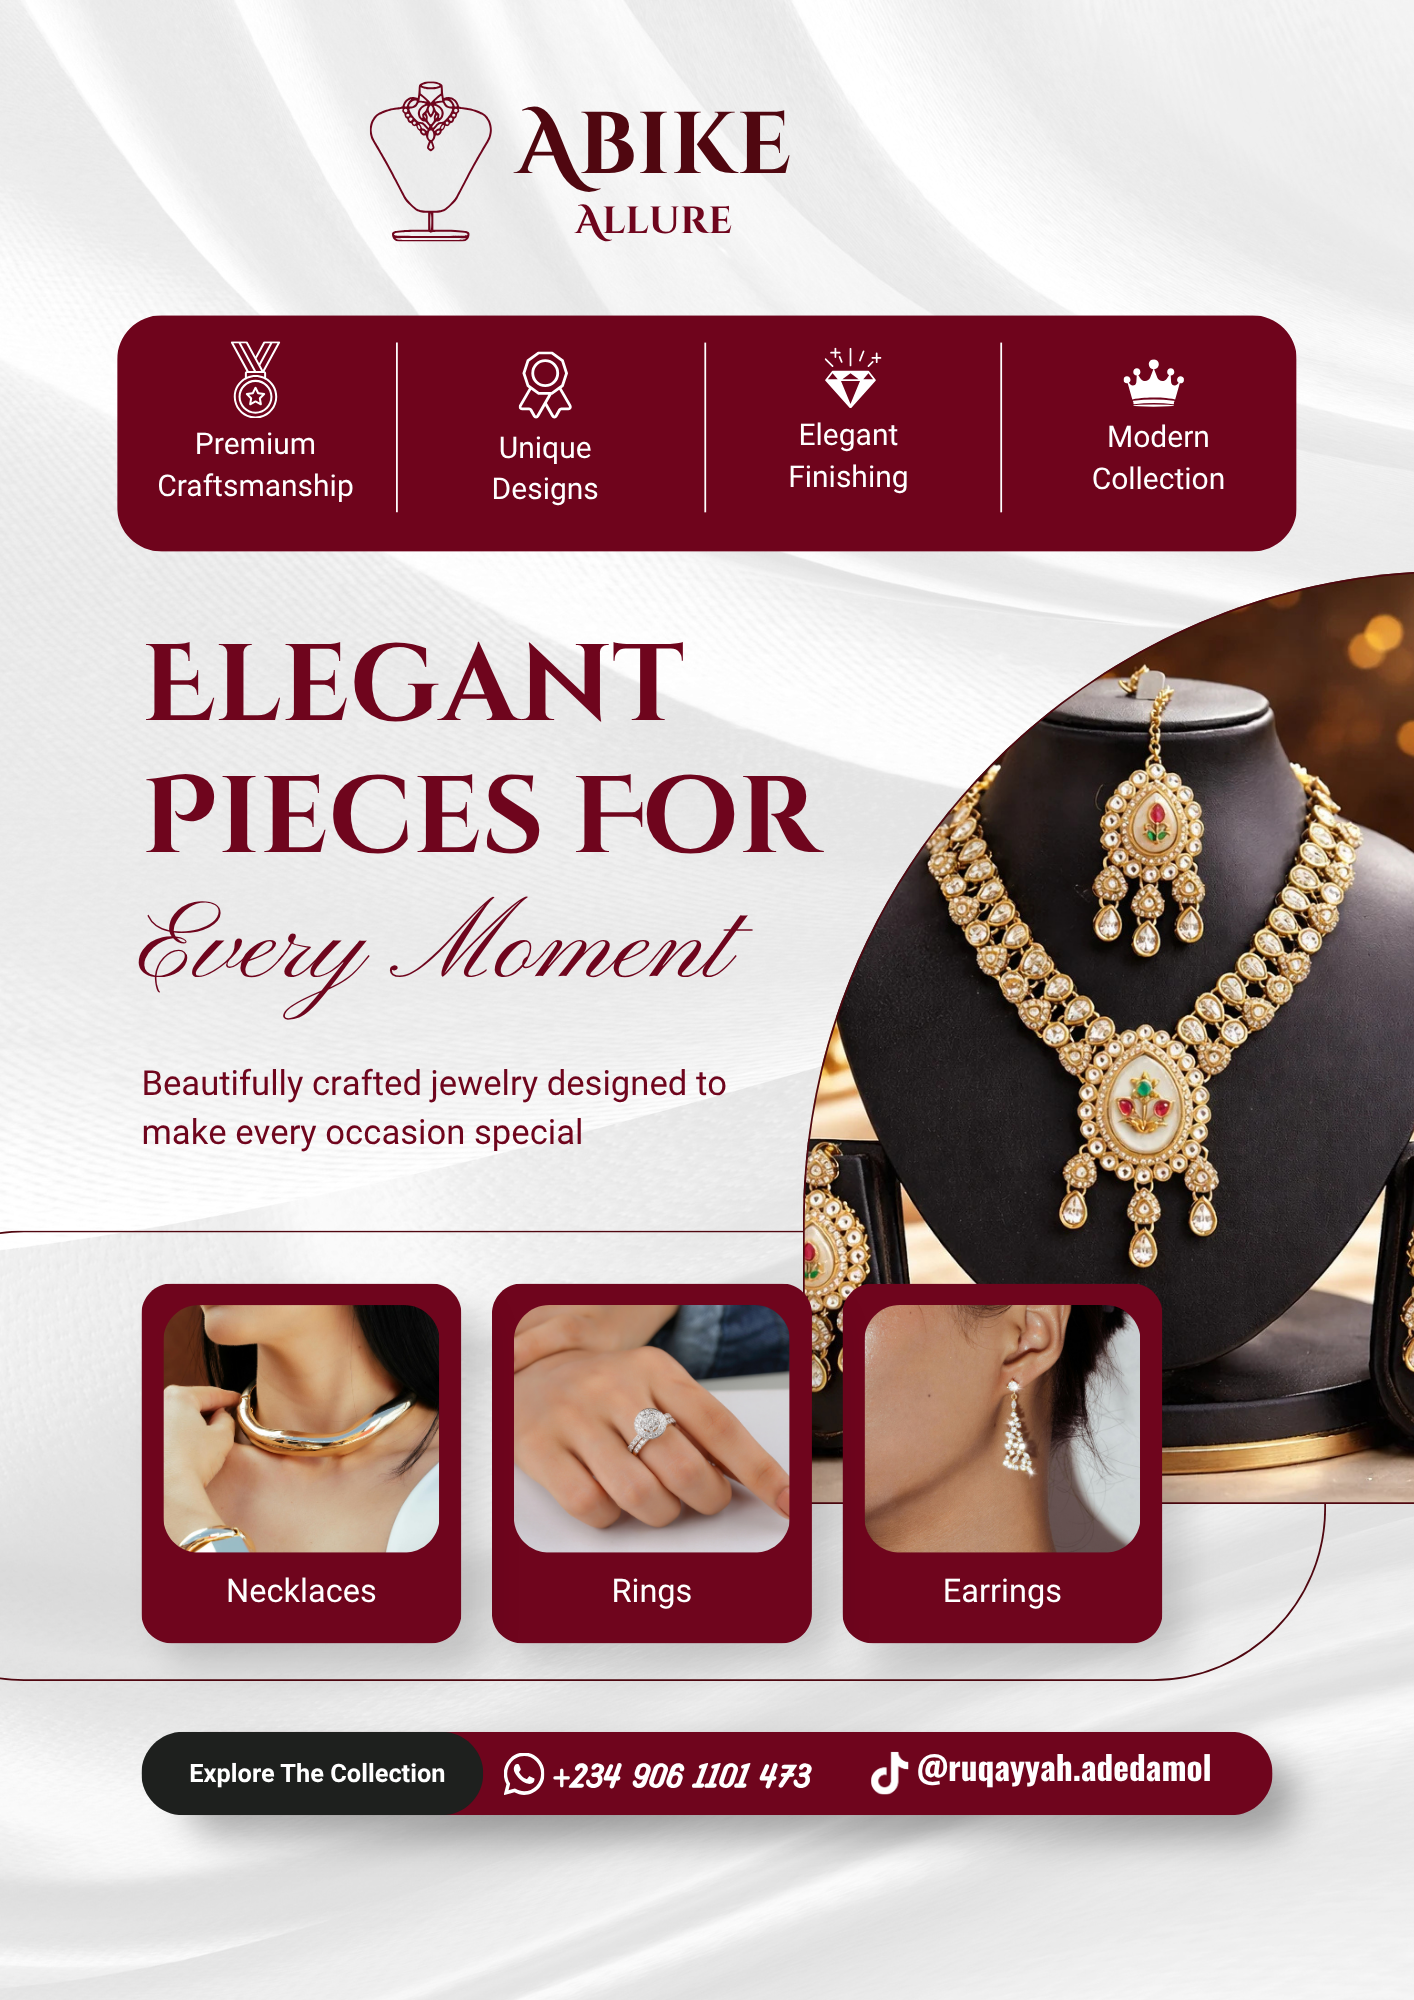 ABIKE
ALLURE
Premium
Craftsmanship
Unique
Designs
Elegant
Finishing
Modern
Collection
ELEGANT
PIECES FOR
Every Moment
Beautifully crafted jewelry designed to
make every occasion special
Necklaces
Rings
Earrings
Explore The Collection
+234 906 1101 473
@ruqayyah.adedamol